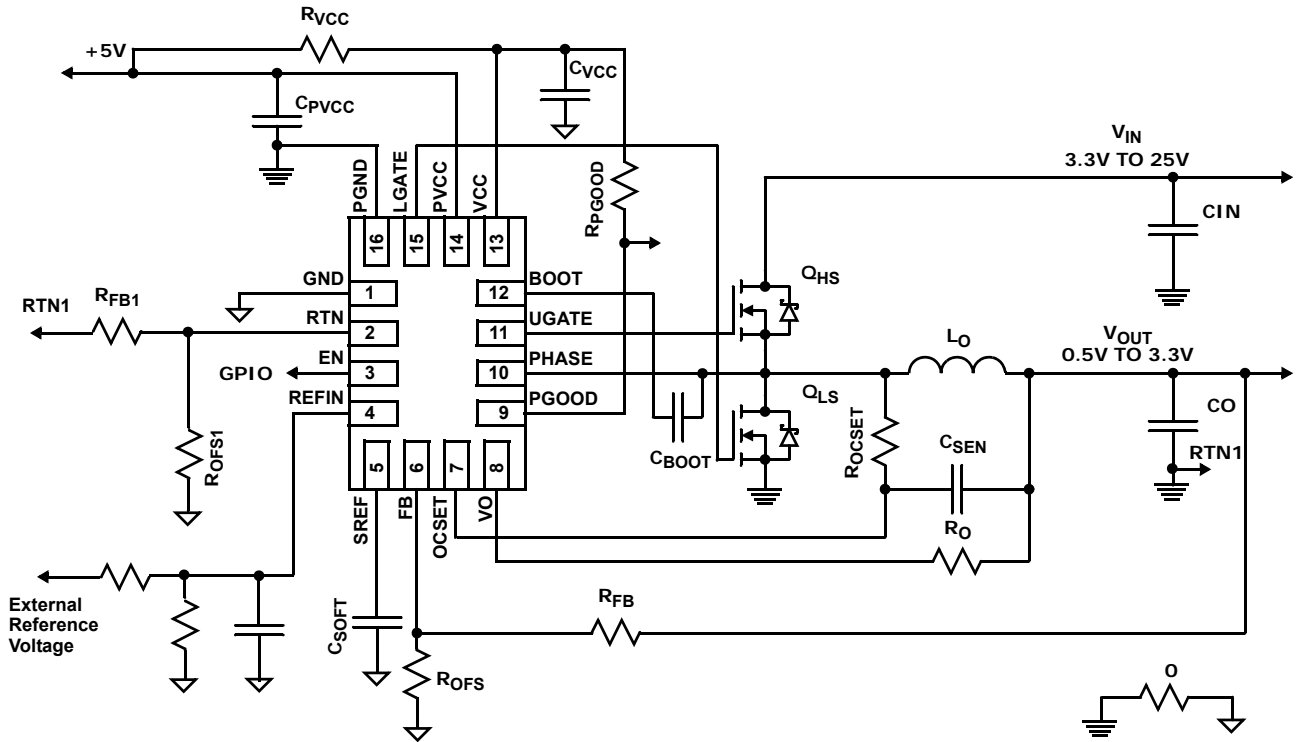 RVCC
+5V
CVCC
CPVCC
VIN
3.3V TO 25V
PGND
LGATE
PVCC
VCC
RPGOOD
CIN
16
15
14
13
GND
1
12
BOOT
QHS
RTN1
RFB1
RTN
2
11
UGATE
LO
VOUT
0.5V TO 3.3V
EN
GPIO
3
10
PHASE
REFIN
4
9
PGOOD
QLS
CO
ROFS1
CBOOT
ROCSET
CSEN
RTN1
5
6
7
8
SREF
FB
OCSET
VO
RO
External
Reference
Voltage
CSOFT
RFB
ROFS
0